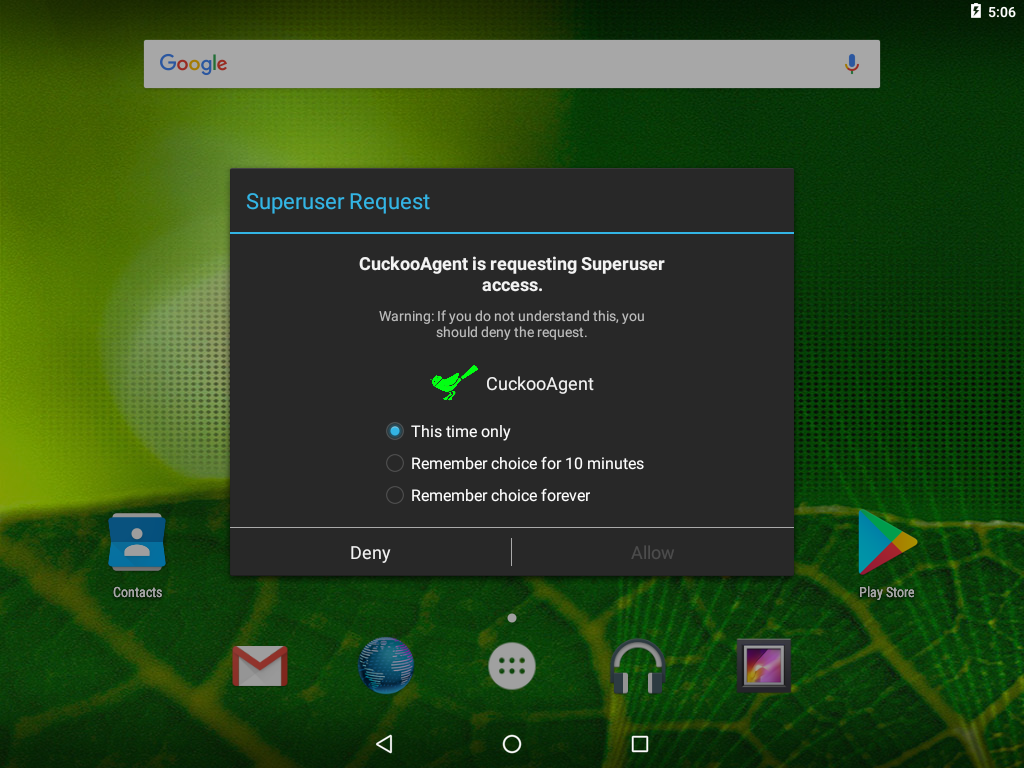 5:06
Google
Superuser Request
CuckooAgent is requesting Superuser
access.
Warning: If you do not understand this, you
should deny the request.
CuckooAgent
This time only
Remember choice for 10 minutes
Remember choice forever
Deny
Allow
Contacts
Play Store